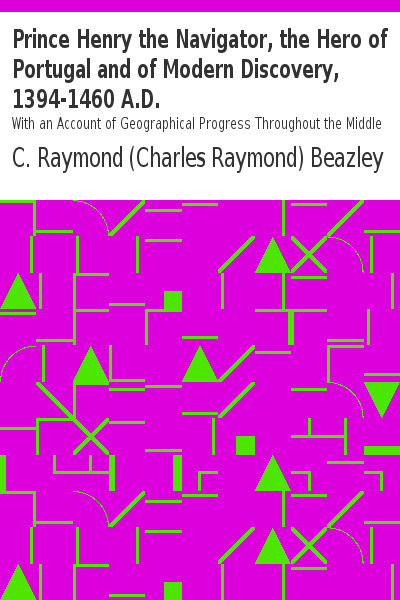 Prince Henry the Navigator, the Hero of
Portugal and of Modern Discovery,
1394-1460 A.D.
With an Account of Geographical Progress Throughout the Middle
C. Raymond (Charles Raymond) Beazley